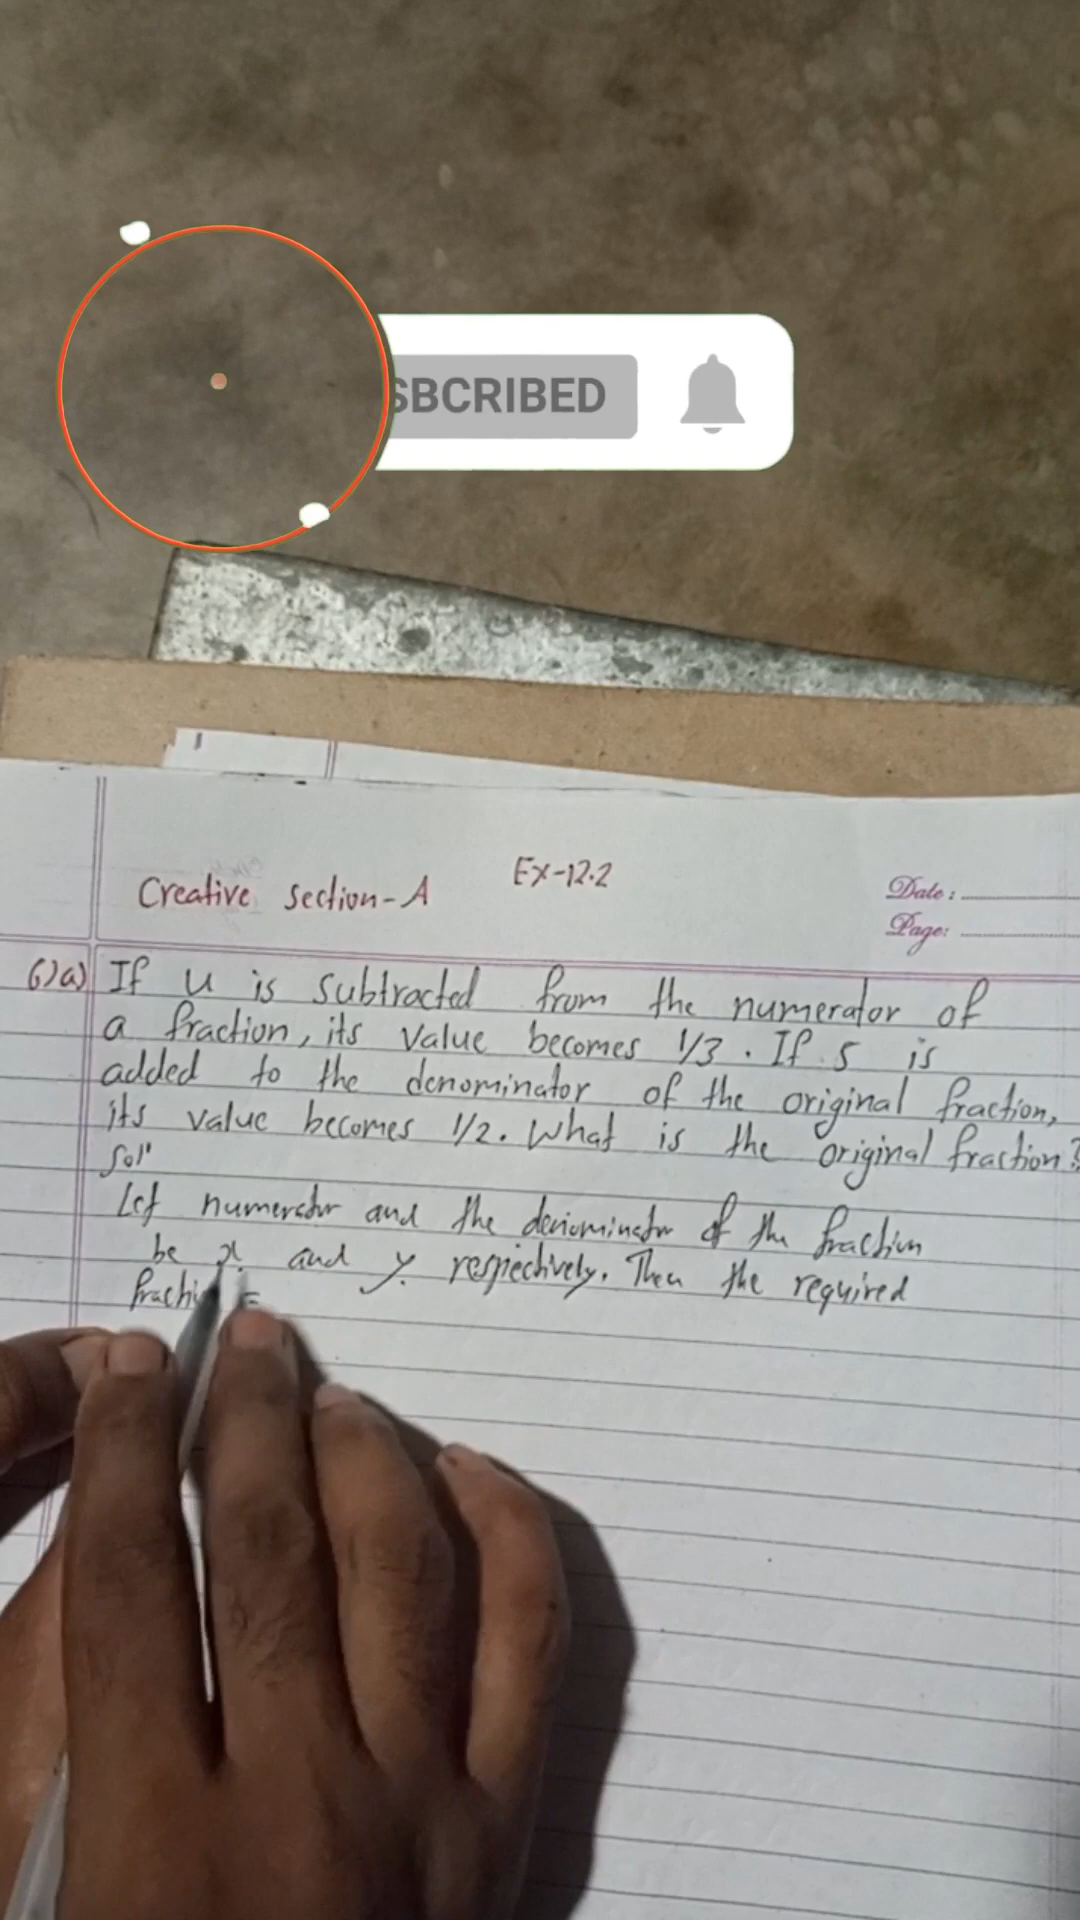 SBCRIBED
Creative section-A
Ex-12.2
Date:
Page:
6)a) If u is subtracted from the numerator of
a fraction, its value becomes 1/3. If 5 is
added to the denominator of the original fraction,
its value becomes 1/2. What is the original fraction?
Solⁿ
Let numerator and the denominator of the fraction
be x and y respectively. Then the required
=